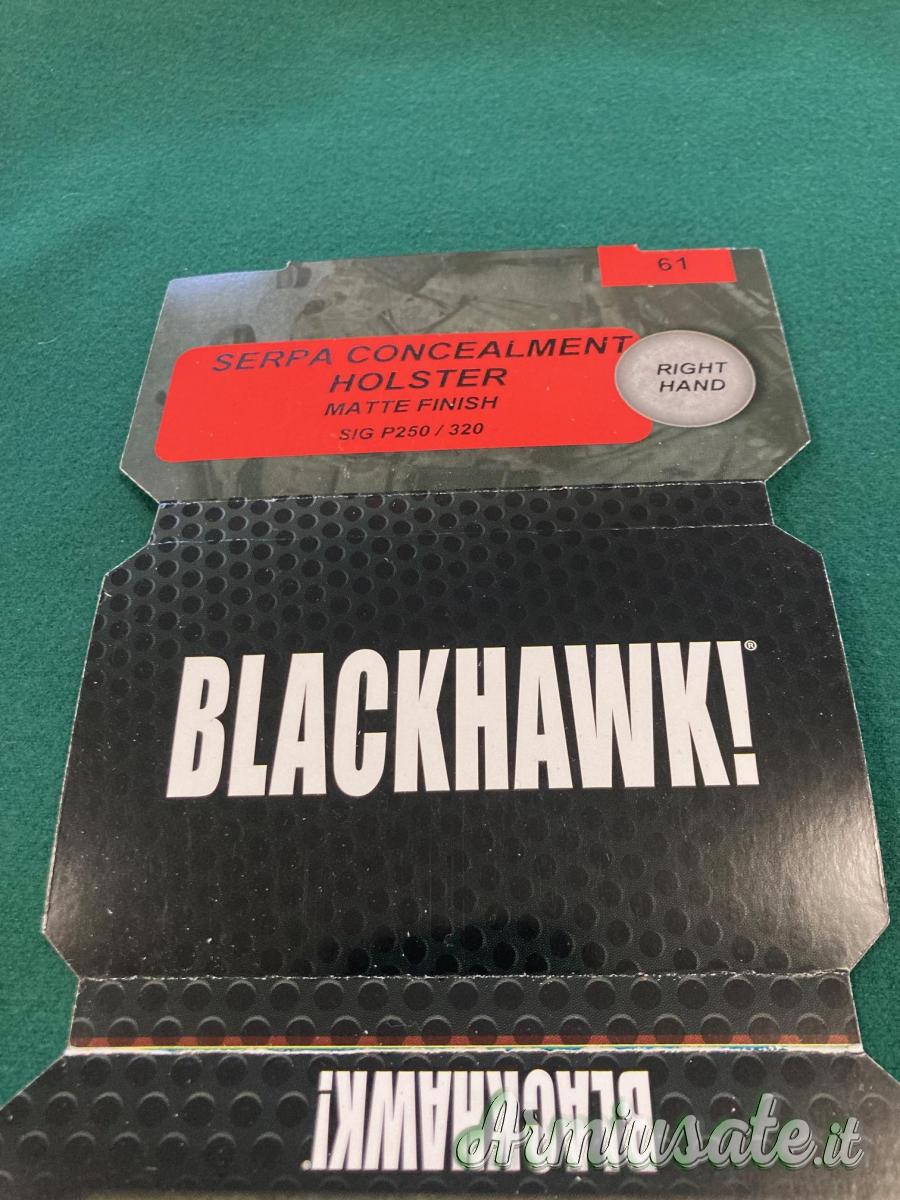 61
SERPA CONCEALMENT
HOLSTER
MATTE FINISH
SIG P250 / 320
RIGHT
HAND
BLACKHAWK!®
BLACKHAWK!
Armiusate.it